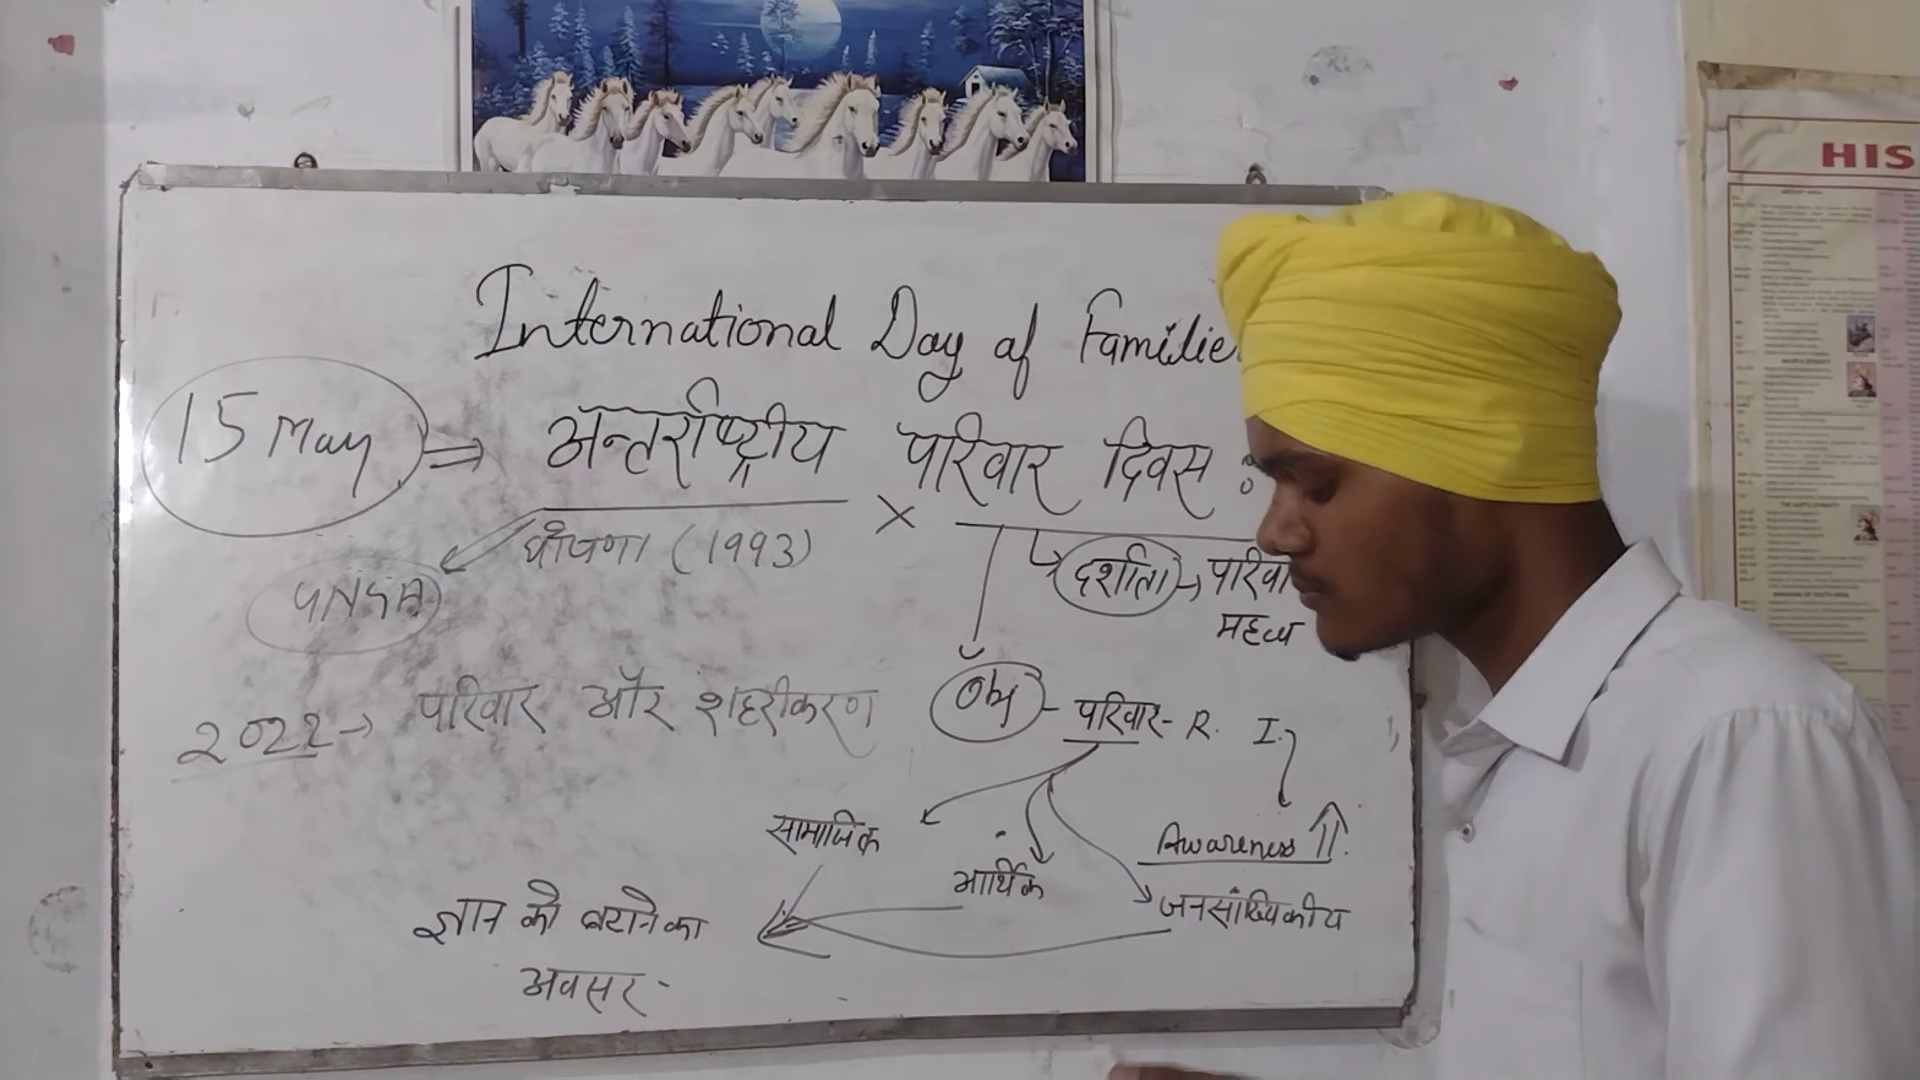 HIS
International Day of Familie
15 May ⇒ अन्तर्राष्ट्रीय परिवार दिवस :
घोषणा (1993) ×
दर्शाता → परिवा
महत्व
2022 → परिवार और शहरीकरण
Obj - परिवार - R. I.
सामाजिक
Awareness ⇑.
आर्थिक
जनसांख्यिकीय
ज्ञान को बढाने का
अवसर -